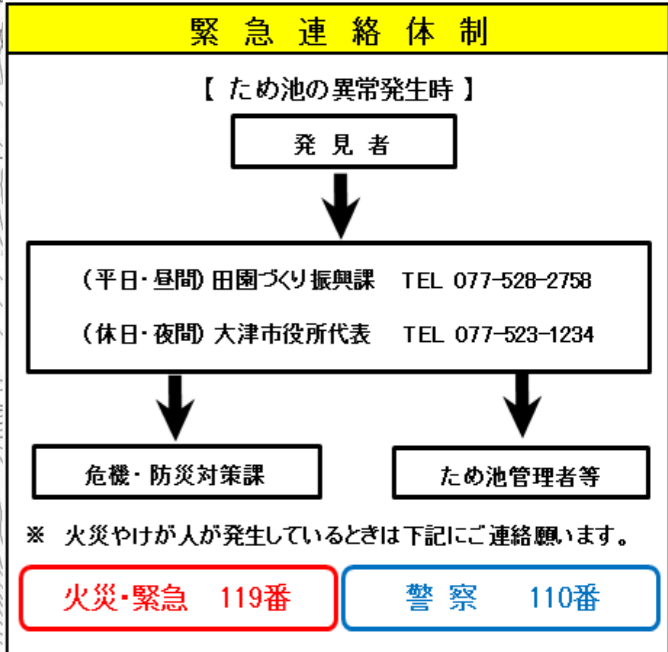 緊急連絡体制
【 ため池の異常発生時 】
発見者
（平日・昼間）田園づくり振興課　TEL 077-528-2758
（休日・夜間）大津市役所代表　TEL 077-523-1234
危機・防災対策課
ため池管理者等
※　火災やけが人が発生しているときは下記にご連絡願います。
火災・緊急　119番
警察　110番